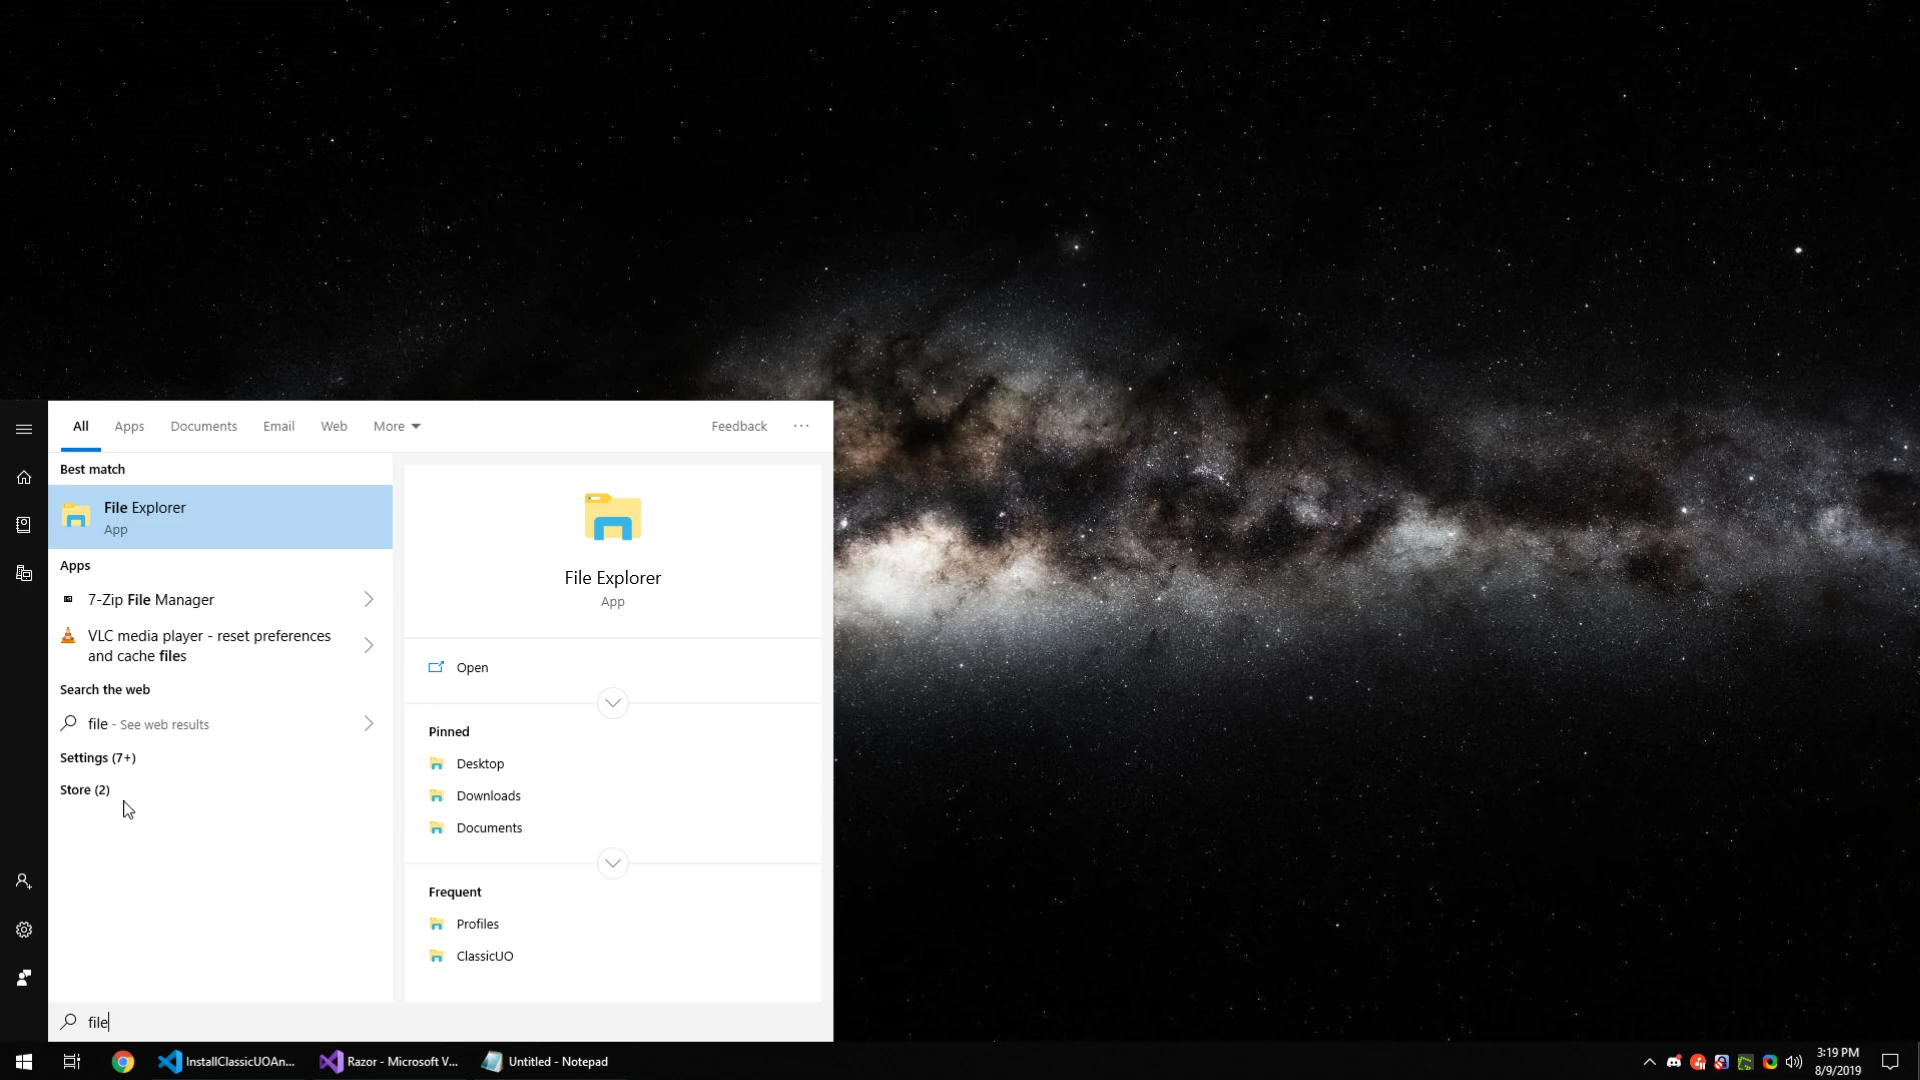 All Apps Documents Email Web More Feedback ...
Best match
File Explorer
App
Apps
7-Zip File Manager
VLC media player - reset preferences
and cache files
Search the web
file - See web results
Settings (7+)
Store (2)
File Explorer
App
Open
Pinned
Desktop
Downloads
Documents
Frequent
Profiles
ClassicUO
file
InstallClassicUOAn...
Razor - Microsoft V...
Untitled - Notepad
3:19 PM
8/9/2019